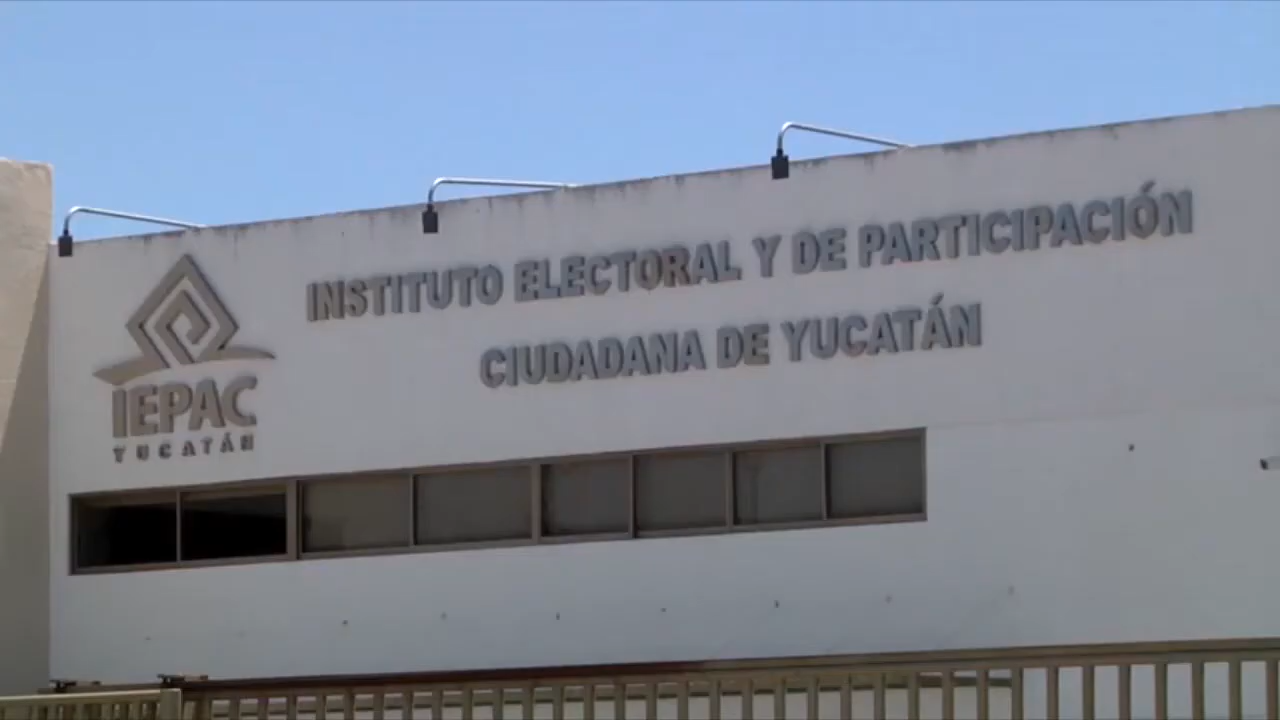 INSTITUTO ELECTORAL Y DE PARTICIPACIÓN
CIUDADANA DE YUCATÁN
IEPAC
YUCATÁN